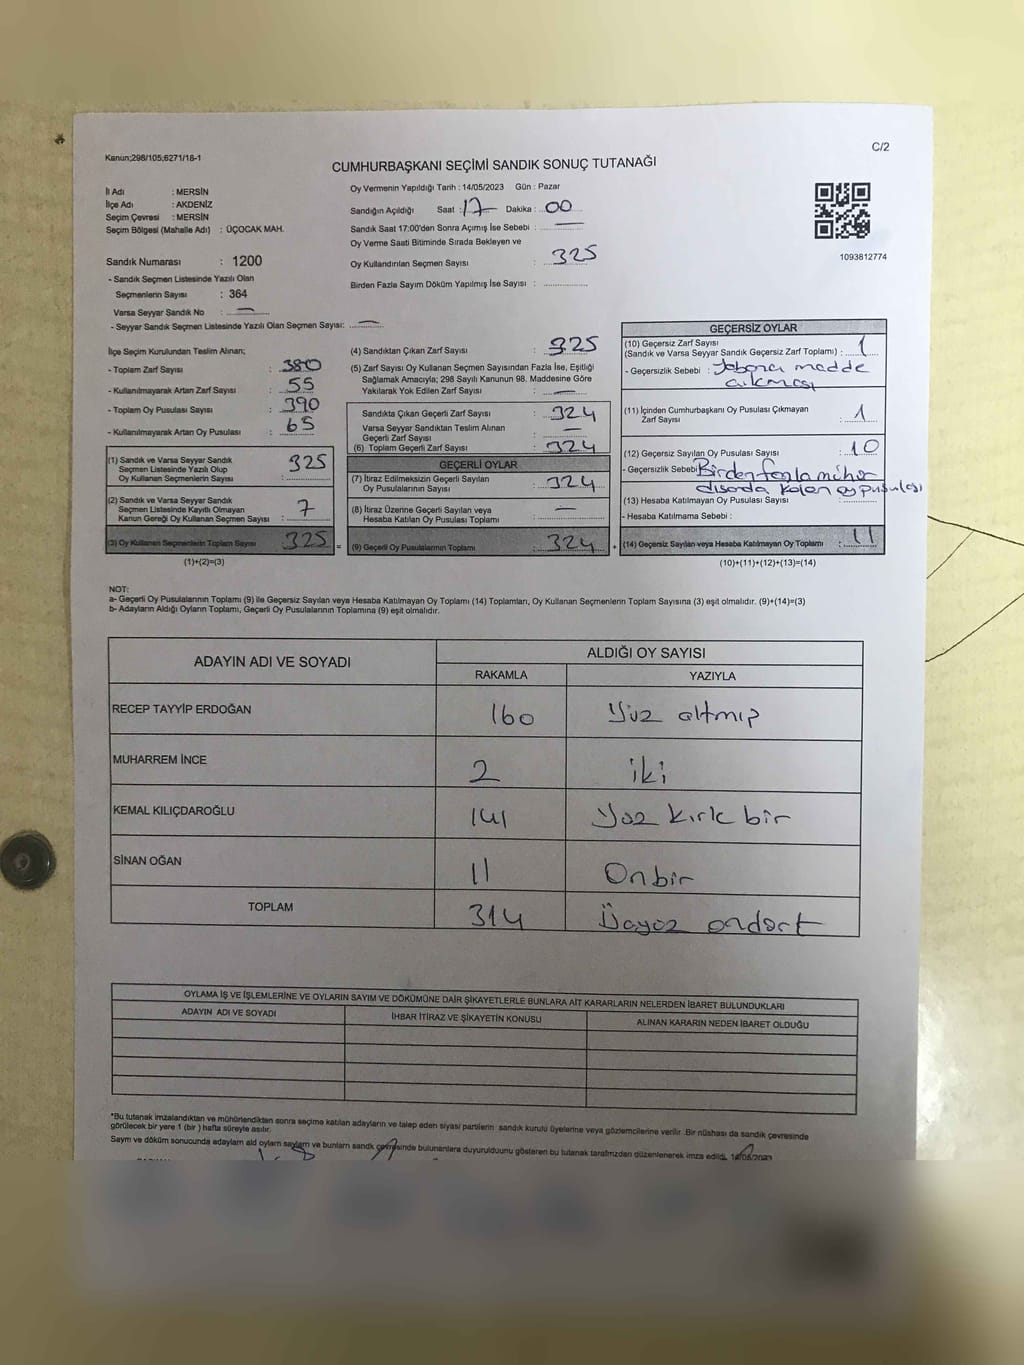 Kanun;298/105;6271/18-1
C/2
CUMHURBAŞKANI SEÇİMİ SANDIK SONUÇ TUTANAĞI
İl Adı : MERSİN
İlçe Adı : AKDENİZ
Seçim Çevresi : MERSİN
Seçim Bölgesi (Mahalle Adı) : ÜÇOCAK MAH.
Sandık Numarası : 1200
- Sandık Seçmen Listesinde Yazılı Olan
Seçmenlerin Sayısı : 364
Varsa Seyyar Sandık No : —
- Seyyar Sandık Seçmen Listesinde Yazılı Olan Seçmen Sayısı: —
Oy Vermenin Yapıldığı Tarih : 14/05/2023 Gün : Pazar
Sandığın Açıldığı Saat : 17 Dakika : 00
Sandık Saat 17:00'den Sonra Açımış İse Sebebi : —
Oy Verme Saati Bitiminde Sırada Bekleyen ve
Oy Kullandırılan Seçmen Sayısı : 325
Birden Fazla Sayım Döküm Yapılmış İse Sayısı :
1093812774
İlçe Seçim Kurulundan Teslim Alınan;
- Toplam Zarf Sayısı : 380
- Kullanılmayarak Artan Zarf Sayısı : 55
- Toplam Oy Pusulası Sayısı : 390
- Kullanılmayarak Artan Oy Pusulası : 65
(1) Sandık ve Varsa Seyyar Sandık
Seçmen Listesinde Yazılı Olup
Oy Kullanan Seçmenlerin Sayısı : 325
(2) Sandık ve Varsa Seyyar Sandık
Seçmen Listesinde Kayıtlı Olmayan
Kanun Gereği Oy Kullanan Seçmen Sayısı : 7
(3) Oy Kullanan Seçmenlerin Toplam Sayısı : 325 =
(1)+(2)=(3)
(4) Sandıktan Çıkan Zarf Sayısı : 325
(5) Zarf Sayısı Oy Kullanan Seçmen Sayısından Fazla İse, Eşitliği
Sağlamak Amacıyla; 298 Sayılı Kanunun 98. Maddesine Göre
Yakılarak Yok Edilen Zarf Sayısı : —
Sandıkta Çıkan Geçerli Zarf Sayısı : 324
Varsa Seyyar Sandıktan Teslim Alınan
Geçerli Zarf Sayısı : —
(6) Toplam Geçerli Zarf Sayısı : 324
GEÇERLİ OYLAR
(7) İtiraz Edilmeksizin Geçerli Sayılan
Oy Pusulasının Sayısı : 324
(8) İtiraz Üzerine Geçerli Sayılan veya
Hesaba Katılan Oy Pusulası Toplamı : —
(9) Geçerli Oy Pusulalarının Toplamı : 324 +
GEÇERSİZ OYLAR
(10) Geçersiz Zarf Sayısı
(Sandık ve Varsa Seyyar Sandık Geçersiz Zarf Toplamı) : 1
- Geçersizlik Sebebi : Yabancı madde
çıkması
(11) İçinden Cumhurbaşkanı Oy Pusulası Çıkmayan
Zarf Sayısı : 1
(12) Geçersiz Sayılan Oy Pusulası Sayısı : 10
- Geçersizlik Sebebi Birden fazla mühür
dışarda kalan oy pusulası
(13) Hesaba Katılmayan Oy Pusulası Sayısı :
- Hesaba Katılmama Sebebi :
(14) Geçersiz Sayılan veya Hesaba Katılmayan Oy Toplamı : 11
(10)+(11)+(12)+(13)=(14)
NOT:
a- Geçerli Oy Pusulalarının Toplamı (9) ile Geçersiz Sayılan veya Hesaba Katılmayan Oy Toplamı (14) Toplamları, Oy Kullanan Seçmenlerin Toplam Sayısına (3) eşit olmalıdır. (9)+(14)=(3)
b- Adayların Aldığı Oyların Toplamı, Geçerli Oy Pusulalarının Toplamına (9) eşit olmalıdır.
ADAYIN ADI VE SOYADI
ALDIĞI OY SAYISI
RAKAMLA YAZIYLA
RECEP TAYYİP ERDOĞAN 160 Yüz altmış
MUHARREM İNCE 2 iki
KEMAL KILIÇDAROĞLU 141 Yüz kırk bir
SİNAN OĞAN 11 Onbir
TOPLAM 314 Üçyüz ondört
OYLAMA İŞ VE İŞLEMLERİNE VE OYLARIN SAYIM VE DÖKÜMÜNE DAİR ŞİKAYETLERLE BUNLARA AİT KARARLARIN NELERDEN İBARET BULUNDUKLARI
ADAYIN ADI VE SOYADI İHBAR İTİRAZ VE ŞİKAYETİN KONUSU ALINAN KARARIN NEDEN İBARET OLDUĞU
*Bu tutanak imzalandıktan ve mühürlendikten sonra seçime katılan adayların ve talep eden siyasi partilerin sandık kurulu üyelerine veya gözlemcilerine verilir. Bir nüshası da sandık çevresinde
görülecek bir yere 1 (bir ) hafta süreyle asılır.
Sayım ve döküm sonucunda adayların ald oyların sayılan ve bunların sandk çevresinde bulunanlara duyurulduunu gösteren bu tutanak tarafmzdan düzenlenerek imza edildi. 14/05/2023